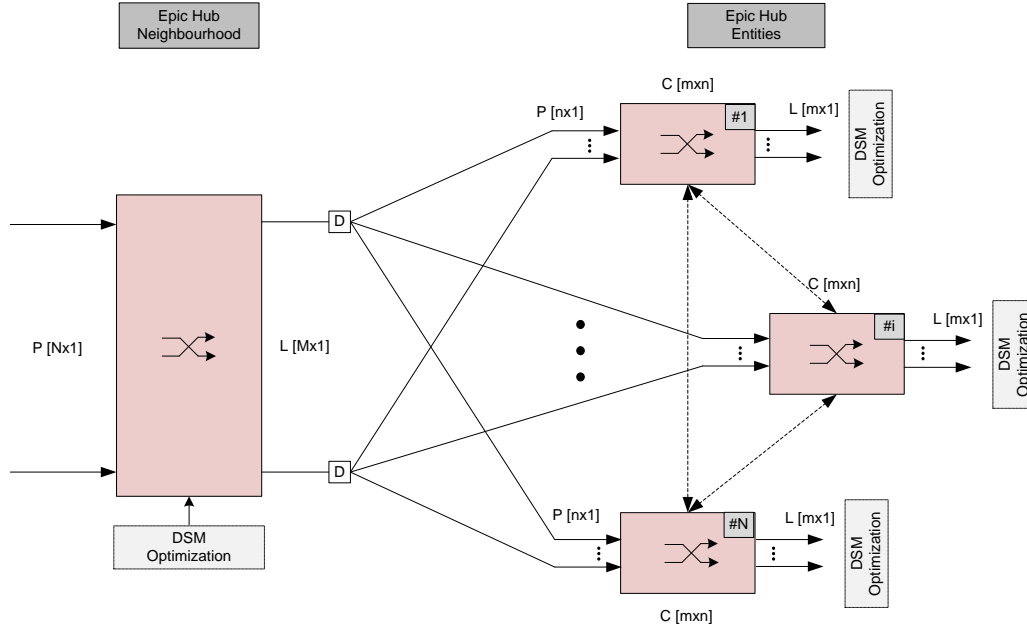 Epic Hub
Neighbourhood
Epic Hub
Entities
C [mxn]
P [nx1]
#1
L [mx1]
DSM
Optimization
D
C [mxn]
#i
L [mx1]
DSM
Optimization
P [Nx1]
L [Mx1]
D
P [nx1]
#N
L [mx1]
DSM
Optimization
C [mxn]
DSM
Optimization